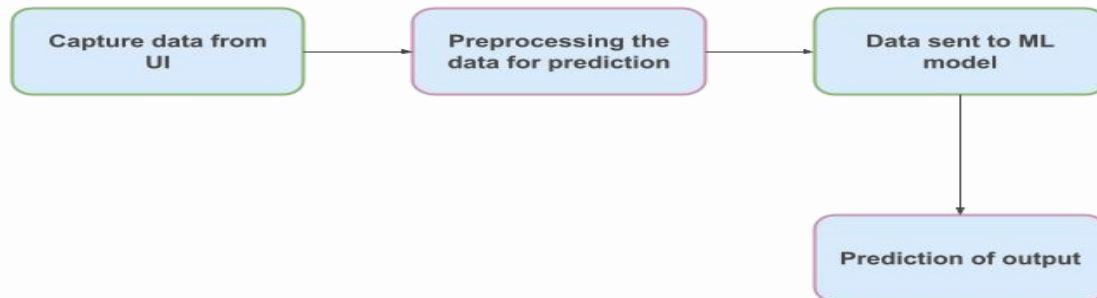 Capture data from
UI
Preprocessing the
data for prediction
Data sent to ML
model
Prediction of output